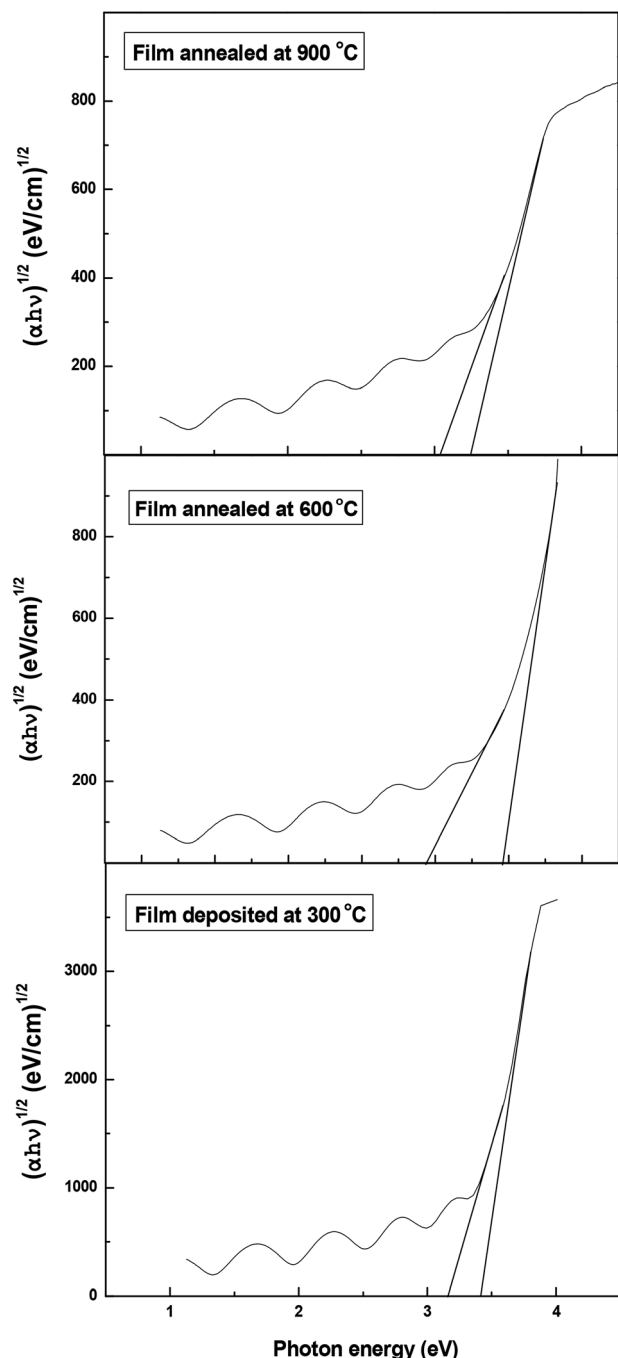 Film annealed at 900 °C
(αhν)1/2 (eV/cm)1/2
800
600
400
200
Film annealed at 600 °C
(αhν)1/2 (eV/cm)1/2
800
600
400
200
Film deposited at 300 °C
(αhν)1/2 (eV/cm)1/2
3000
2000
1000
0
1 2 3 4
Photon energy (eV)